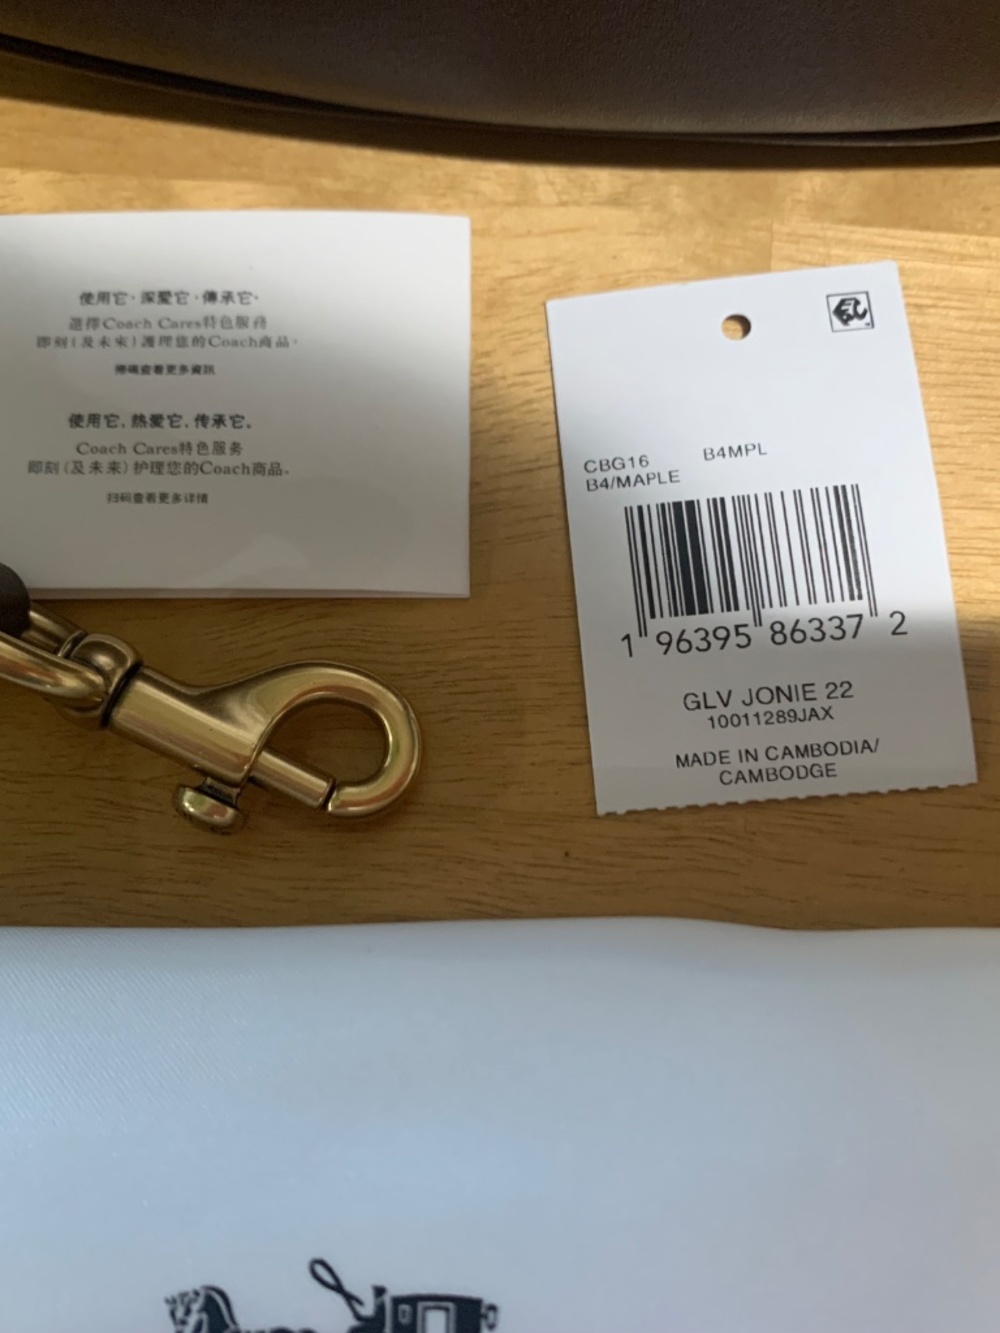 使用它，深愛它，傳承它。
選擇Coach Cares特色服務
即刻（及未來）護理您的Coach商品。
掃碼查看更多資訊
使用它，热爱它，传承它。
Coach Cares特色服务
即刻（及未来）护理您的Coach商品。
扫码查看更多详情
CBG16 B4MPL
B4/MAPLE
1 96395 86337 2
GLV JONIE 22
10011289JAX
MADE IN CAMBODIA/
CAMBODGE